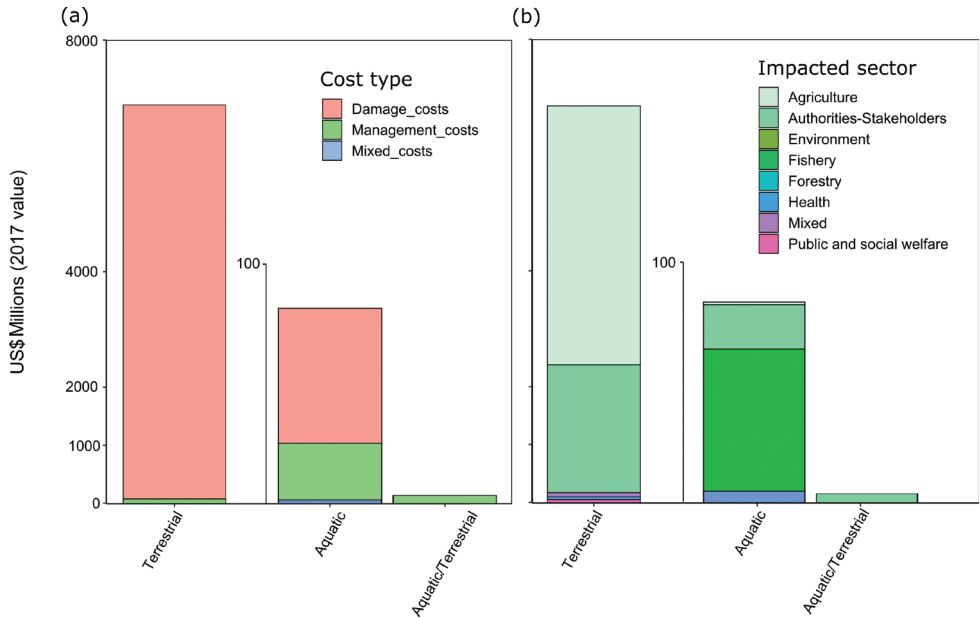 (a)
(b)
8000
4000
2000
1000
0
US$Millions (2017 value)
Cost type
Damage_costs
Management_costs
Mixed_costs
100
Terrestrial
Aquatic
Aquatic/Terrestrial
Impacted sector
Agriculture
Authorities-Stakeholders
Environment
Fishery
Forestry
Health
Mixed
Public and social welfare
100
Terrestrial
Aquatic
Aquatic/Terrestrial